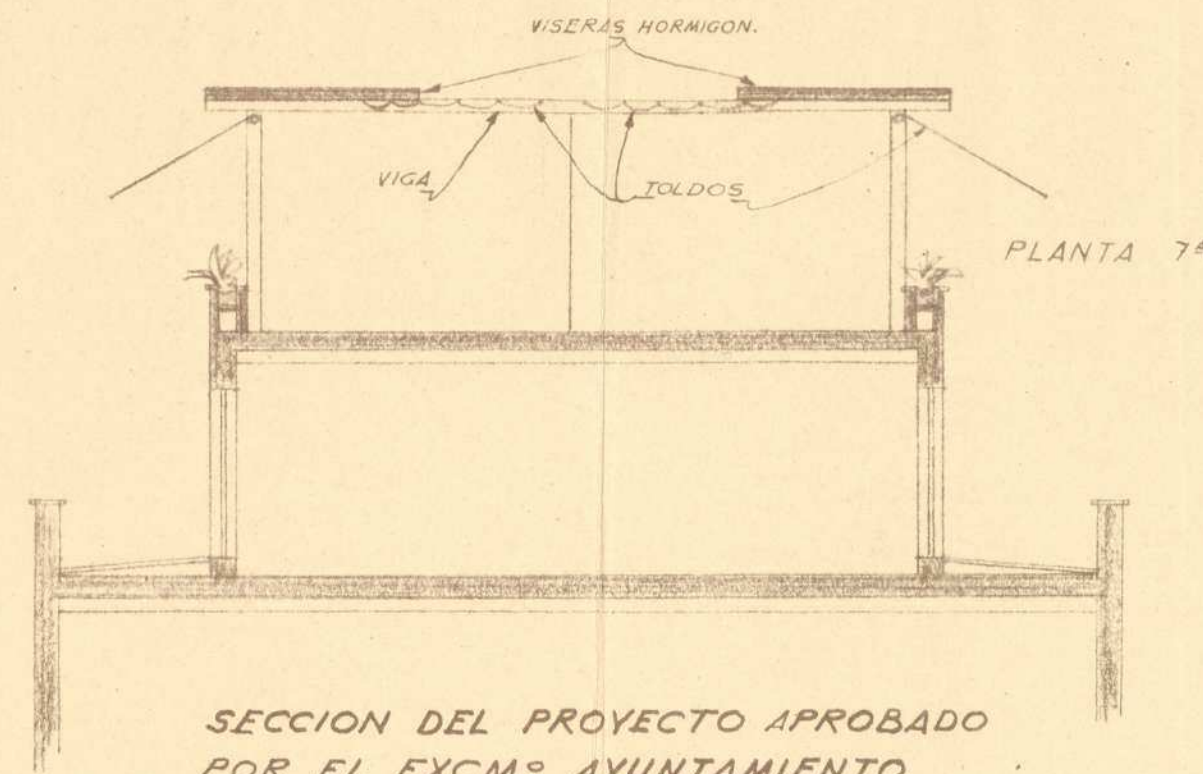 VISERAS HORMIGON.
VIGA
TOLDOS
PLANTA 7ª
SECCION DEL PROYECTO APROBADO
POR EL EXCMº AYUNTAMIENTO